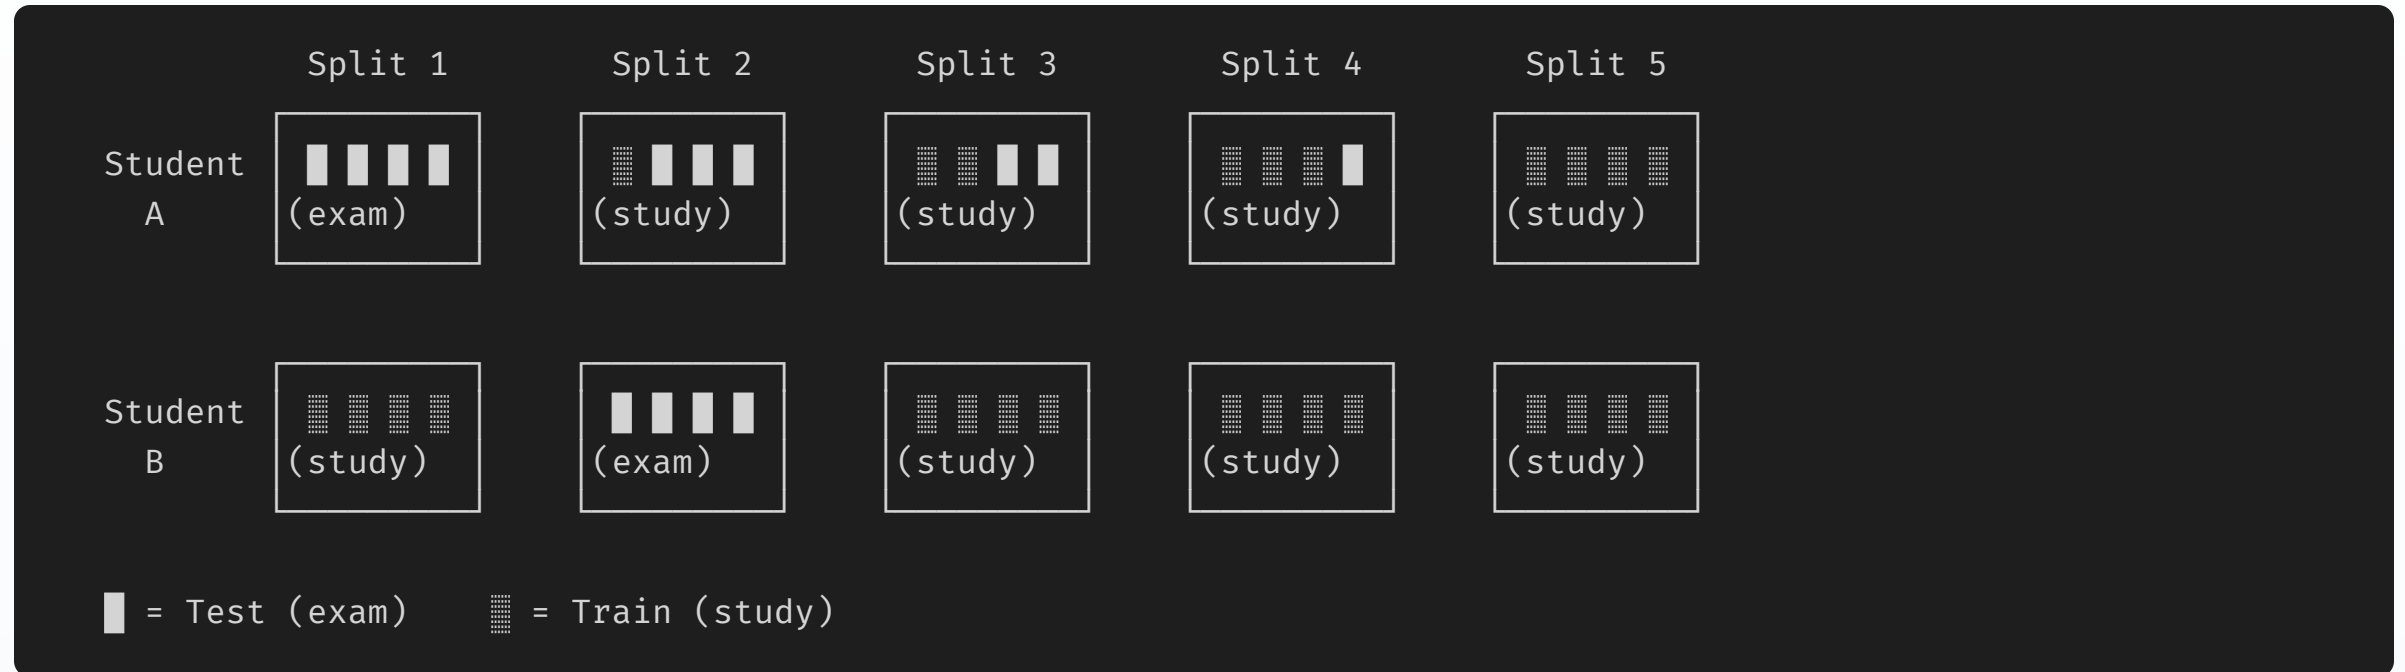 Split 1 Split 2 Split 3 Split 4 Split 5
Student █ █ █ █ ▒ █ █ █ ▒ ▒ █ █ ▒ ▒ ▒ █ ▒ ▒ ▒ ▒
A (exam) (study) (study) (study) (study)
Student ▒ ▒ ▒ ▒ █ █ █ █ ▒ ▒ ▒ ▒ ▒ ▒ ▒ ▒ ▒ ▒ ▒ ▒
B (study) (exam) (study) (study) (study)
█ = Test (exam) ▒ = Train (study)